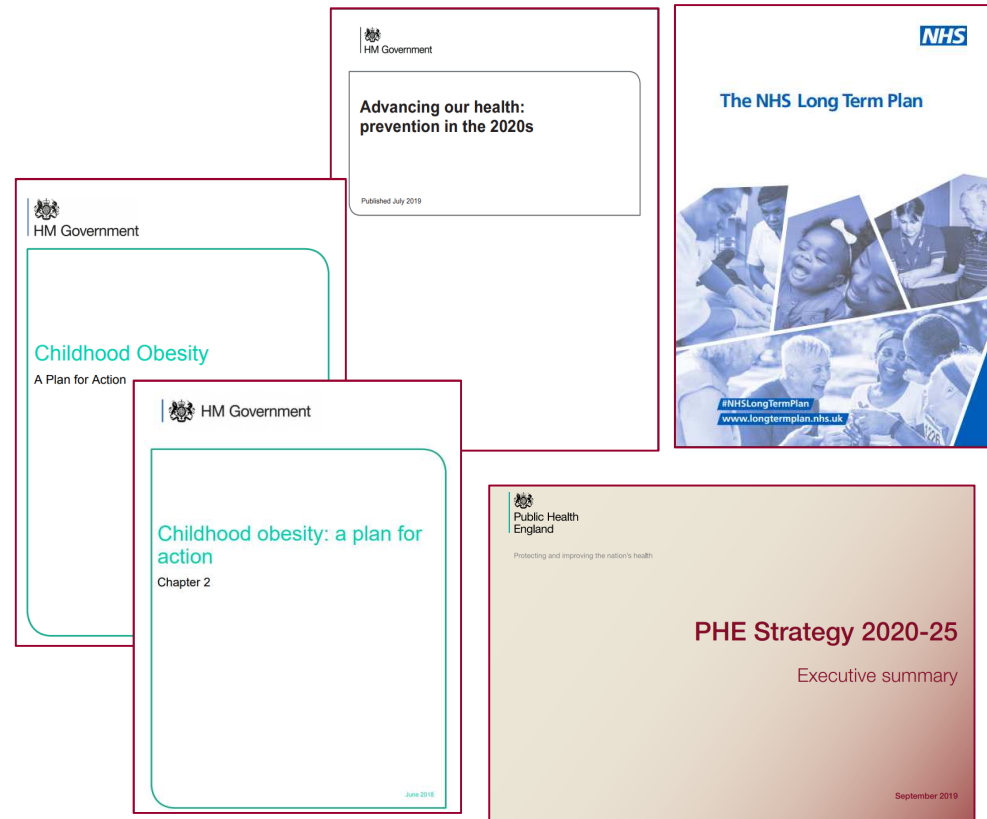 HM Government
Advancing our health:
prevention in the 2020s
Published July 2019
NHS
The NHS Long Term Plan
#NHSLongTermPlan
www.longtermplan.nhs.uk
HM Government
Childhood Obesity
A Plan for Action
HM Government
Childhood obesity: a plan for
action
Chapter 2
June 2018
Public Health
England
Protecting and improving the nation's health
PHE Strategy 2020-25
Executive summary
September 2019